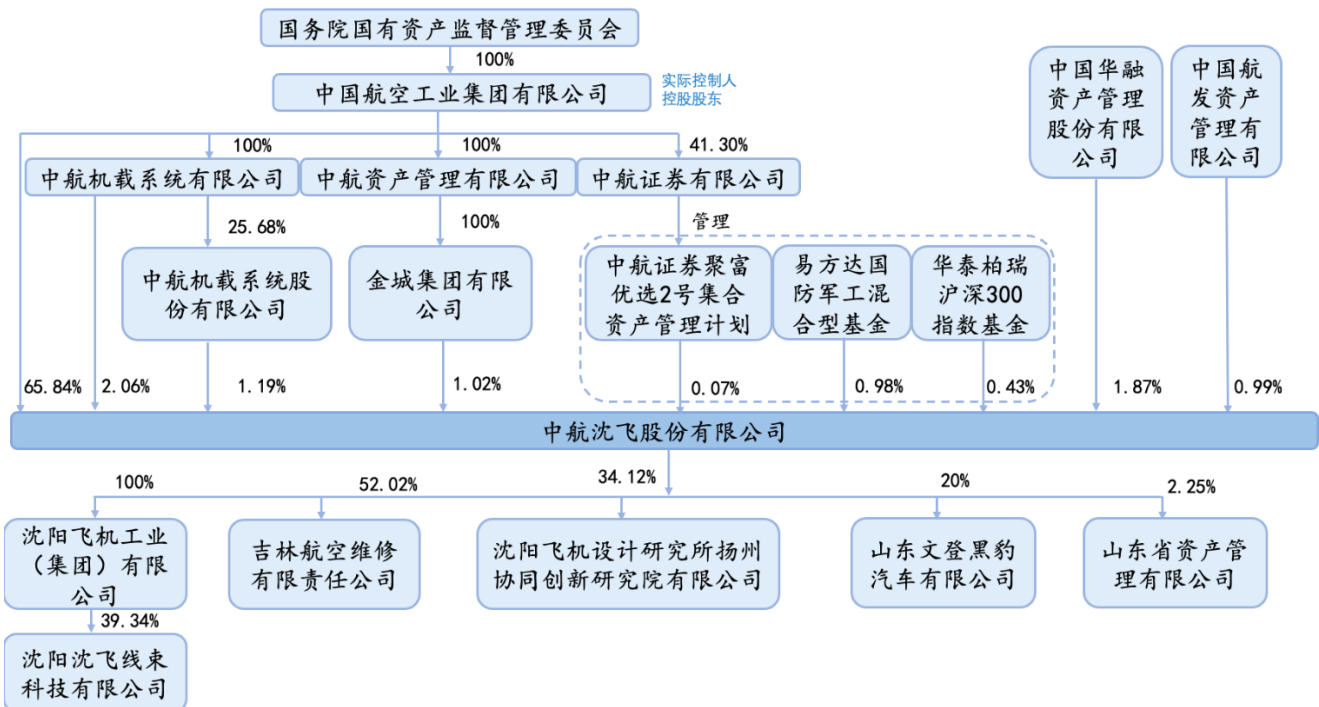 国务院国有资产监督管理委员会
100%
中国航空工业集团有限公司
实际控制人
控股股东
中国华融
资产管理
股份有限
公司
中国航
发资产
管理有
限公司
100%
100%
41.30%
中航机载系统有限公司
中航资产管理有限公司
中航证券有限公司
25.68%
100%
管理
中航机载系统股
份有限公司
金城集团有限
公司
中航证券聚富
优选2号集合
资产管理计划
易方达国
防军工混
合型基金
华泰柏瑞
沪深300
指数基金
65.84%
2.06%
1.19%
1.02%
0.07%
0.98%
0.43%
1.87%
0.99%
中航沈飞股份有限公司
100%
52.02%
34.12%
20%
2.25%
沈阳飞机工业
（集团）有限
公司
吉林航空维修
有限责任公司
沈阳飞机设计研究所扬州
协同创新研究院有限公司
山东文登黑豹
汽车有限公司
山东省资产管
理有限公司
39.34%
沈阳沈飞线束
科技有限公司